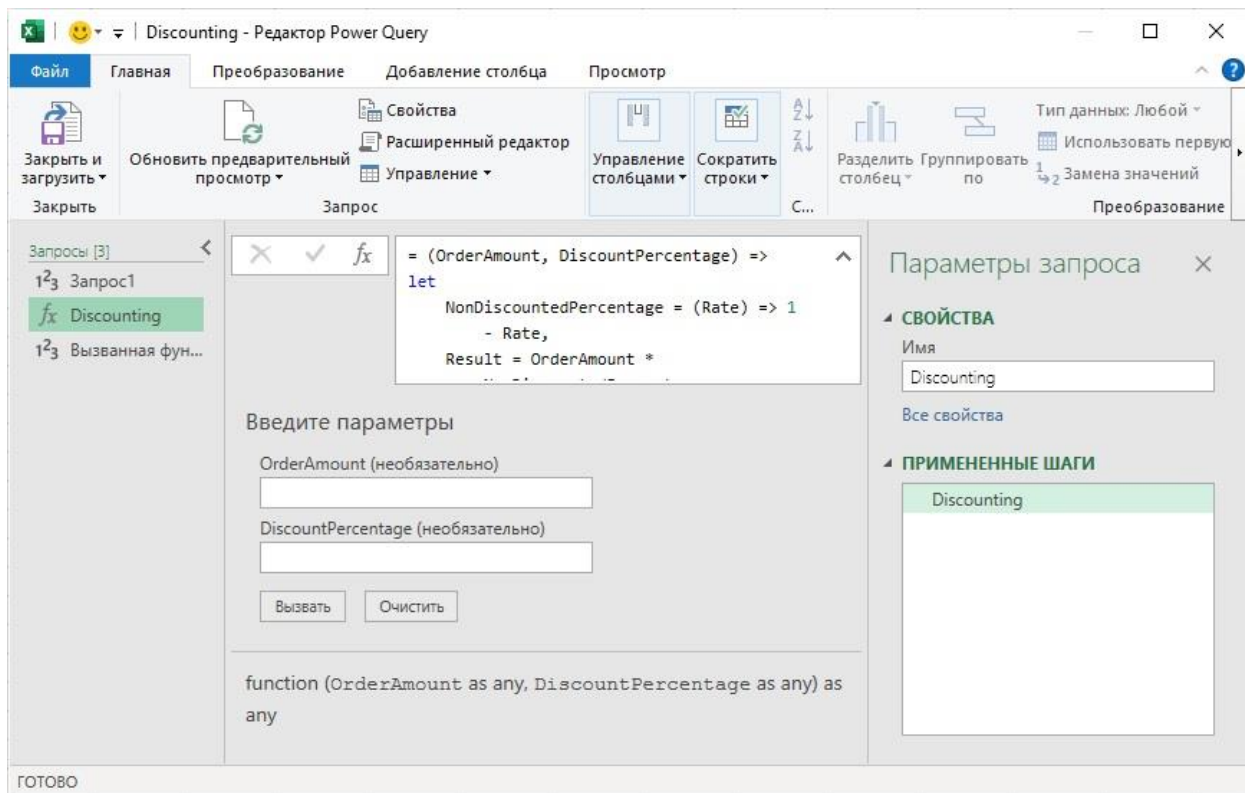 Discounting - Редактор Power Query
Файл Главная Преобразование Добавление столбца Просмотр
Закрыть и загрузить
Закрыть
Обновить предварительный просмотр
Свойства
Расширенный редактор
Управление
Запрос
Управление столбцами
Сократить строки
С...
Разделить столбец
Группировать по
Тип данных: Любой
Использовать первую
Замена значений
Преобразование
Запросы [3]
Запрос1
Discounting
Вызванная фун...
= (OrderAmount, DiscountPercentage) =>
let
NonDiscountedPercentage = (Rate) => 1
- Rate,
Result = OrderAmount *
Введите параметры
OrderAmount (необязательно)
DiscountPercentage (необязательно)
Вызвать Очистить
function (OrderAmount as any, DiscountPercentage as any) as
any
Параметры запроса
СВОЙСТВА
Имя
Discounting
Все свойства
ПРИМЕНЕННЫЕ ШАГИ
Discounting
ГОТОВО